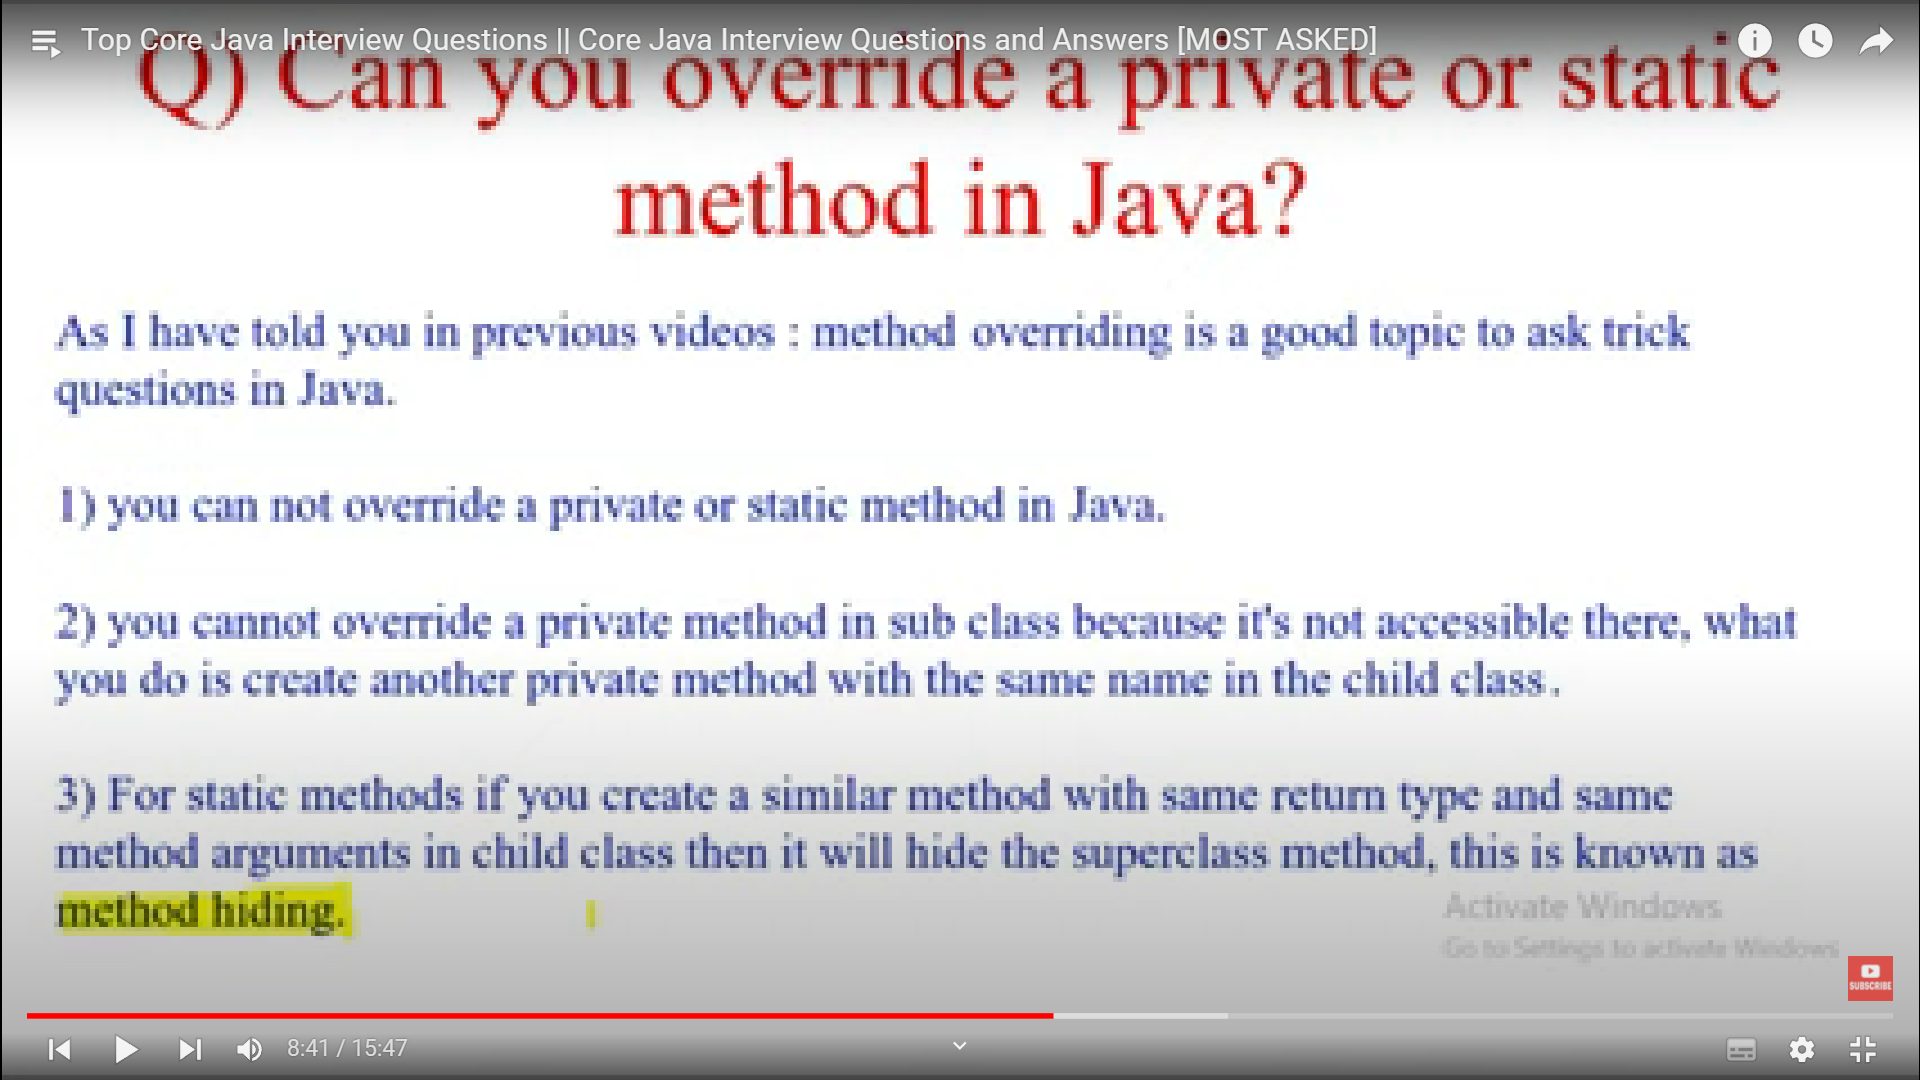 Top Core Java Interview Questions || Core Java Interview Questions and Answers [MOST ASKED]
Q) Can you override a private or static
method in Java?
As I have told you in previous videos : method overriding is a good topic to ask trick
questions in Java.
1) you can not override a private or static method in Java.
2) you cannot override a private method in sub class because it's not accessible there, what
you do is create another private method with the same name in the child class.
3) For static methods if you create a similar method with same return type and same
method arguments in child class then it will hide the superclass method, this is known as
method hiding.
Activate Windows
Go to Settings to activate Windows
SUBSCRIBE
8:41 / 15:47